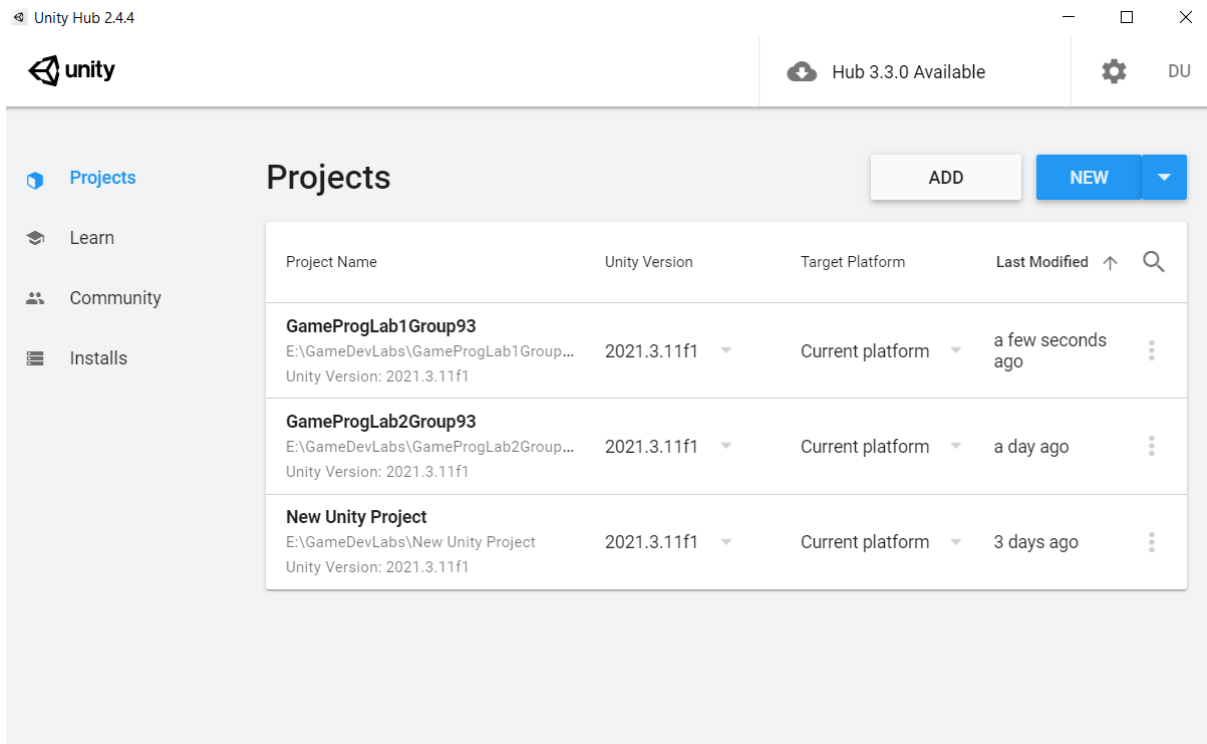 Unity Hub 2.4.4
unity
Hub 3.3.0 Available
DU
Projects
Learn
Community
Installs
Projects
ADD
NEW
Project Name Unity Version Target Platform Last Modified
GameProgLab1Group93
E:\GameDevLabs\GameProgLab1Group...
Unity Version: 2021.3.11f1
2021.3.11f1
Current platform
a few seconds
ago
GameProgLab2Group93
E:\GameDevLabs\GameProgLab2Group...
Unity Version: 2021.3.11f1
2021.3.11f1
Current platform
a day ago
New Unity Project
E:\GameDevLabs\New Unity Project
Unity Version: 2021.3.11f1
2021.3.11f1
Current platform
3 days ago